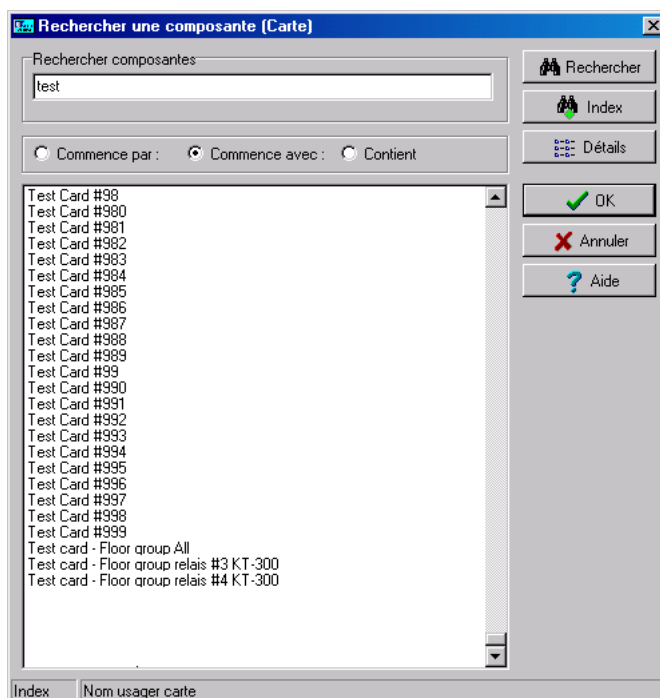 Rechercher une composante (Carte)
Rechercher composantes
test
Rechercher
Index
Détails
Commence par :
Commence avec :
Contient
OK
Annuler
Aide
Test Card #98
Test Card #980
Test Card #981
Test Card #982
Test Card #983
Test Card #984
Test Card #985
Test Card #986
Test Card #987
Test Card #988
Test Card #989
Test Card #99
Test Card #990
Test Card #991
Test Card #992
Test Card #993
Test Card #994
Test Card #995
Test Card #996
Test Card #997
Test Card #998
Test Card #999
Test card - Floor group All
Test card - Floor group relais #3 KT-300
Test card - Floor group relais #4 KT-300
Index
Nom usager carte